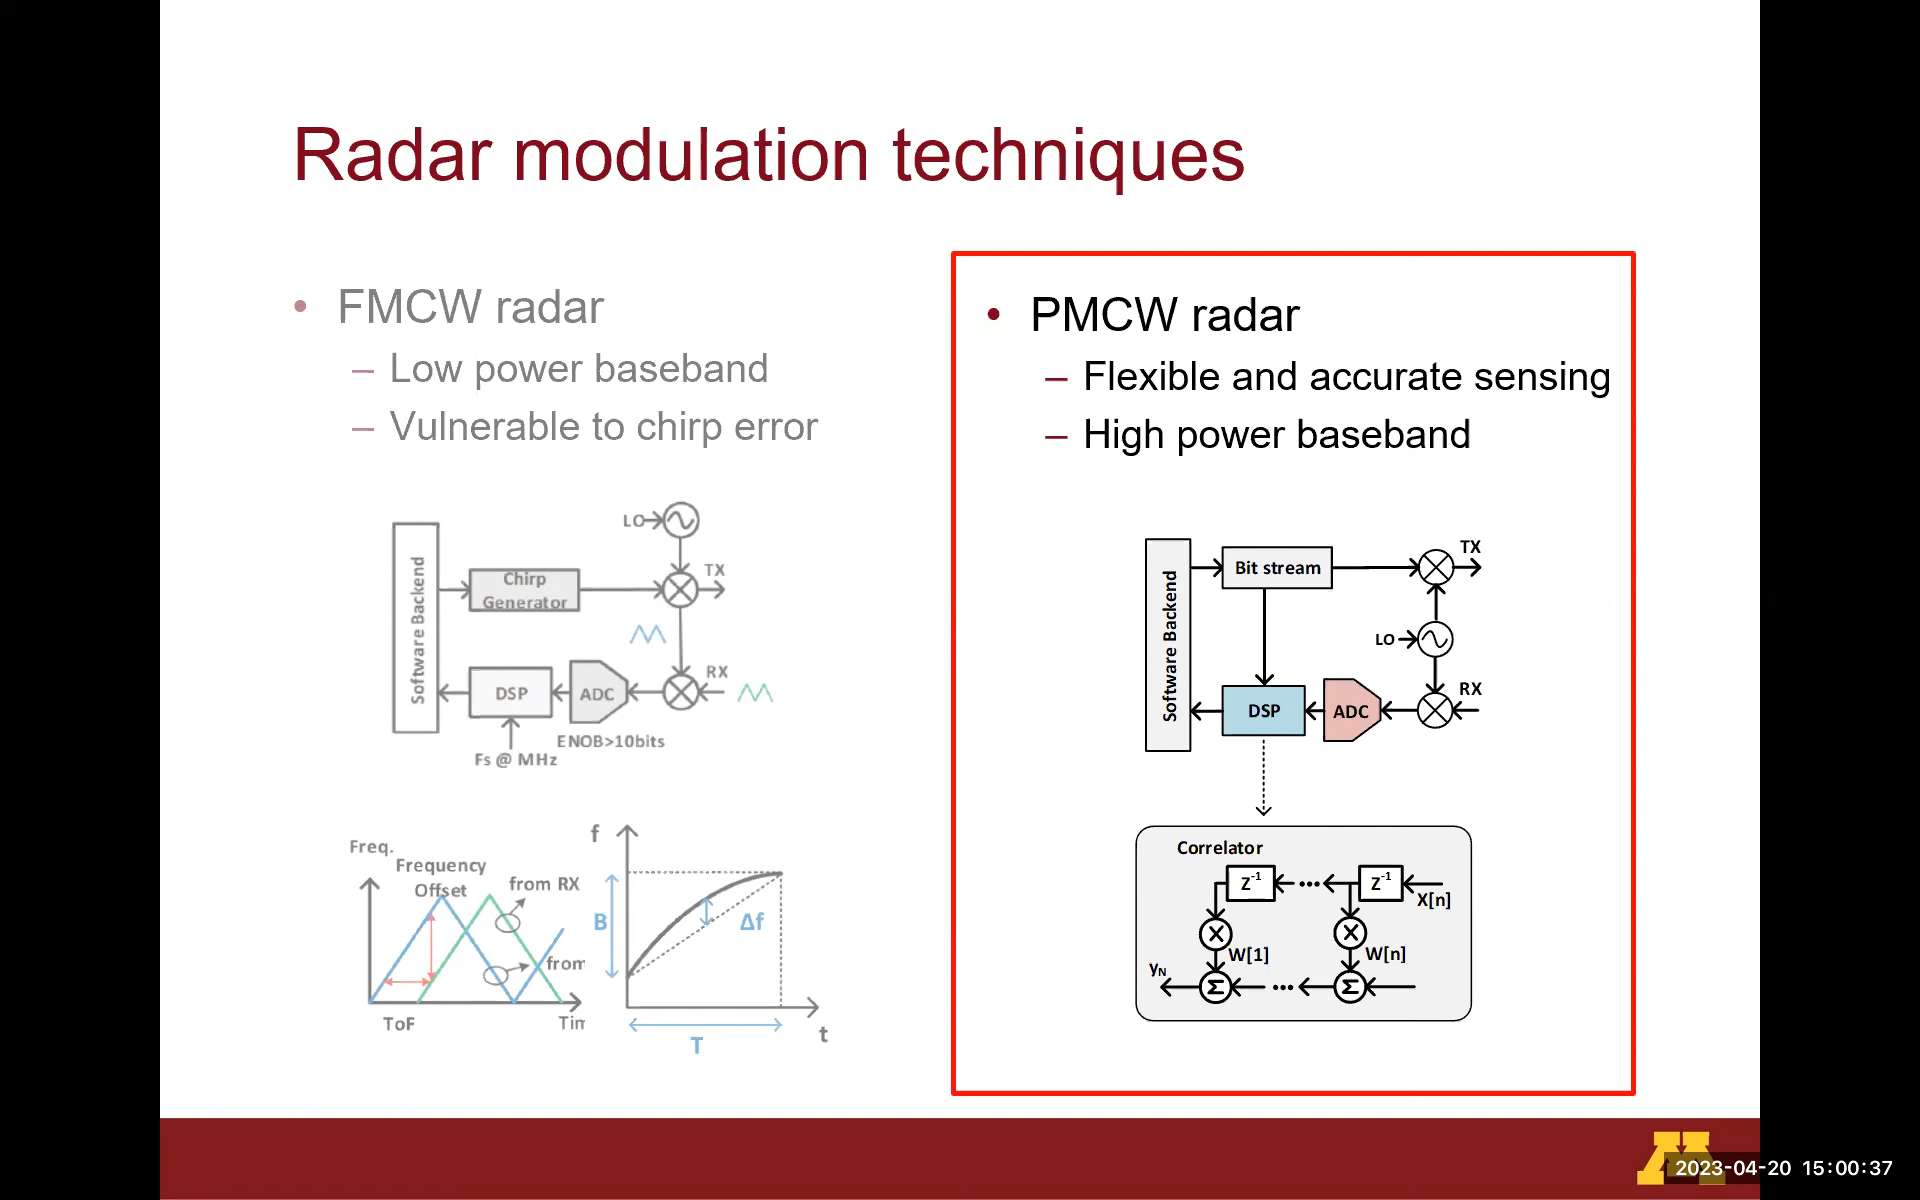 Radar modulation techniques
• FMCW radar
– Low power baseband
– Vulnerable to chirp error
LO
TX
Chirp
Generator
Software Backend
RX
DSP
ADC
ENOB>10bits
Fs @ MHz
Freq.
Frequency
Offset
from RX
from
ToF
Tim
f
B
Δf
T
t
• PMCW radar
– Flexible and accurate sensing
– High power baseband
TX
Bit stream
Software Backend
LO
RX
DSP
ADC
Correlator
Z⁻¹
•••
Z⁻¹
X[n]
W[1]
W[n]
yN
Σ
•••
Σ
2023-04-20 15:00:37